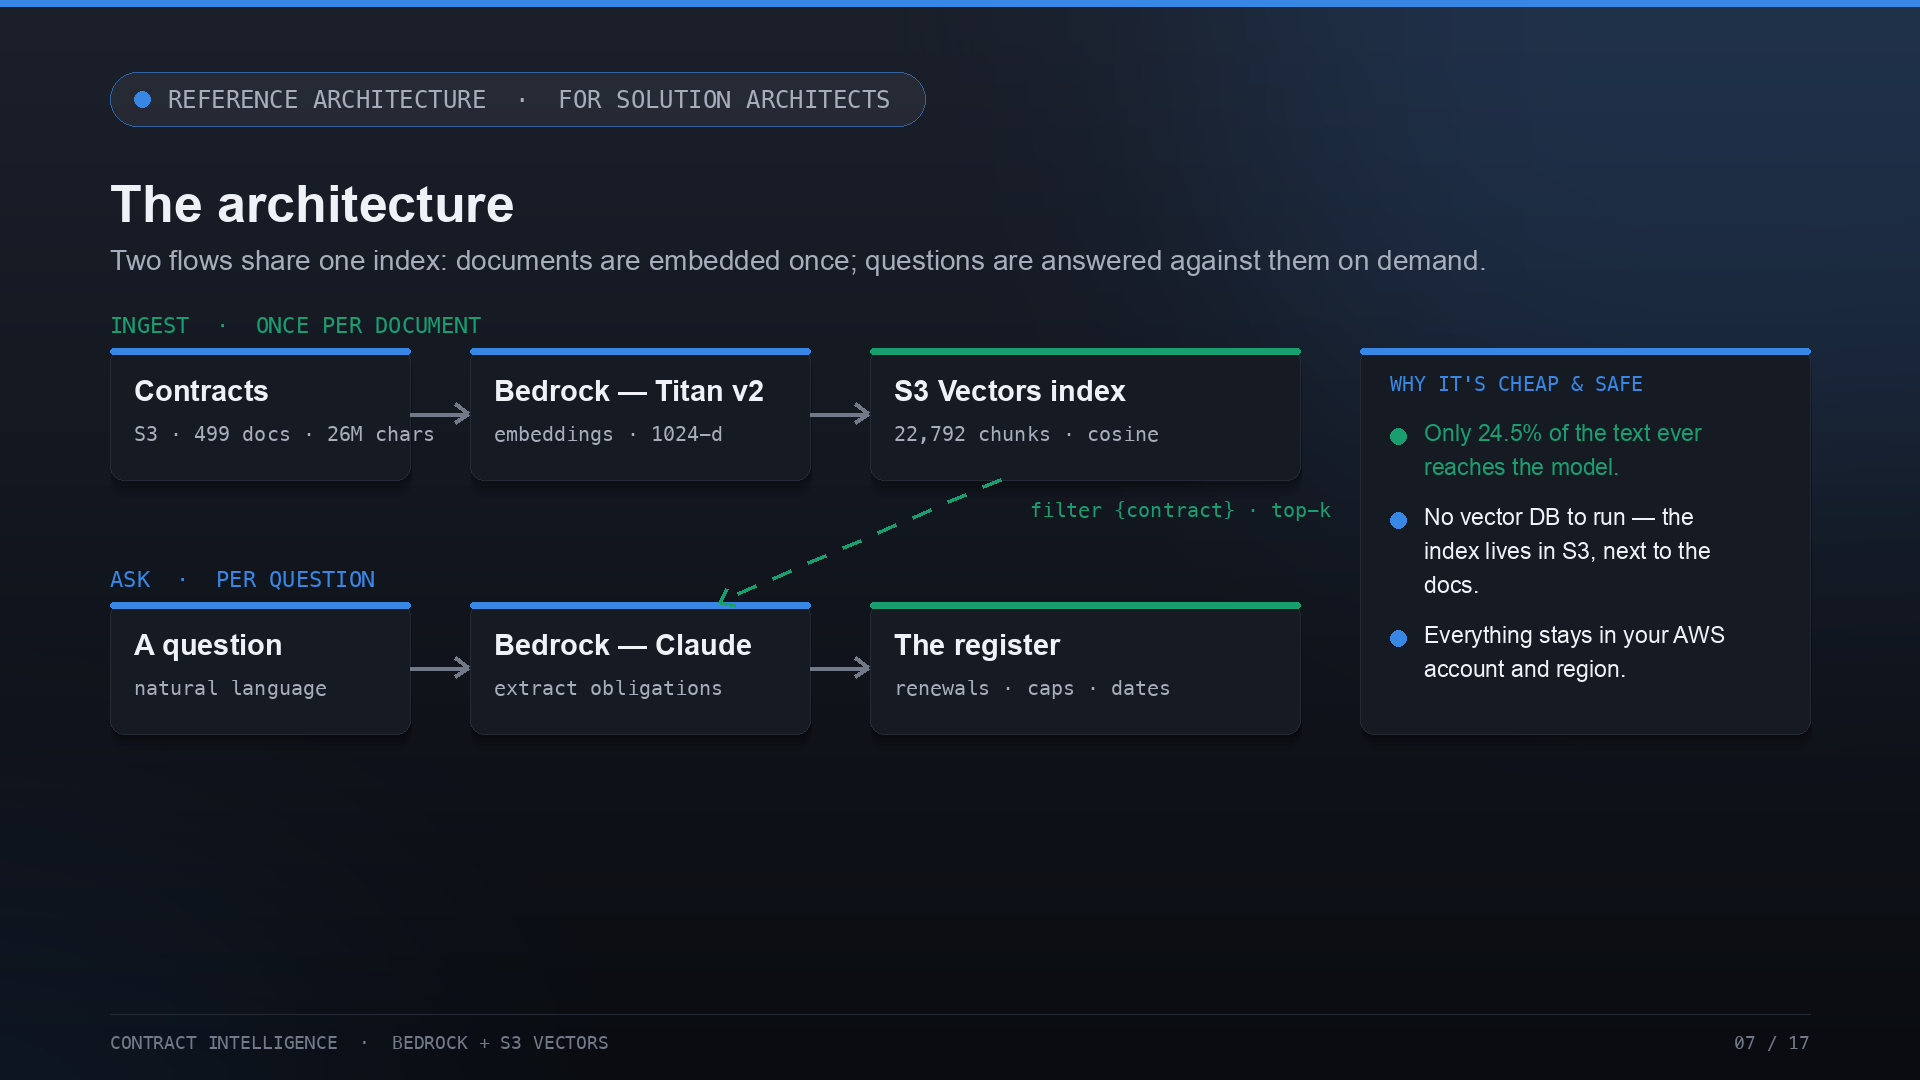 REFERENCE ARCHITECTURE · FOR SOLUTION ARCHITECTS
The architecture
Two flows share one index: documents are embedded once; questions are answered against them on demand.
INGEST · ONCE PER DOCUMENT
Contracts
S3 · 499 docs · 26M chars
Bedrock — Titan v2
embeddings · 1024–d
S3 Vectors index
22,792 chunks · cosine
filter {contract} · top–k
ASK · PER QUESTION
A question
natural language
Bedrock — Claude
extract obligations
The register
renewals · caps · dates
WHY IT'S CHEAP & SAFE
Only 24.5% of the text ever
reaches the model.
No vector DB to run — the
index lives in S3, next to the
docs.
Everything stays in your AWS
account and region.
CONTRACT INTELLIGENCE · BEDROCK + S3 VECTORS
07 / 17